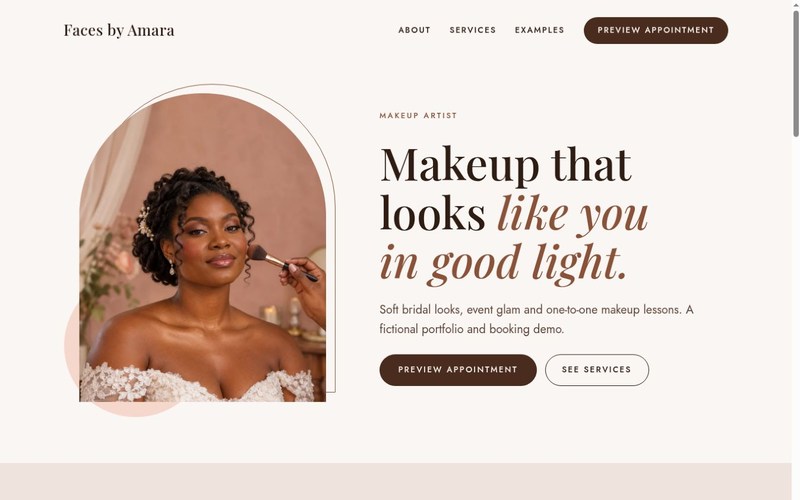 Faces by Amara
ABOUT
SERVICES
EXAMPLES
PREVIEW APPOINTMENT
MAKEUP ARTIST
Makeup that
looks like you
in good light.
Soft bridal looks, event glam and one-to-one makeup lessons. A
fictional portfolio and booking demo.
PREVIEW APPOINTMENT
SEE SERVICES